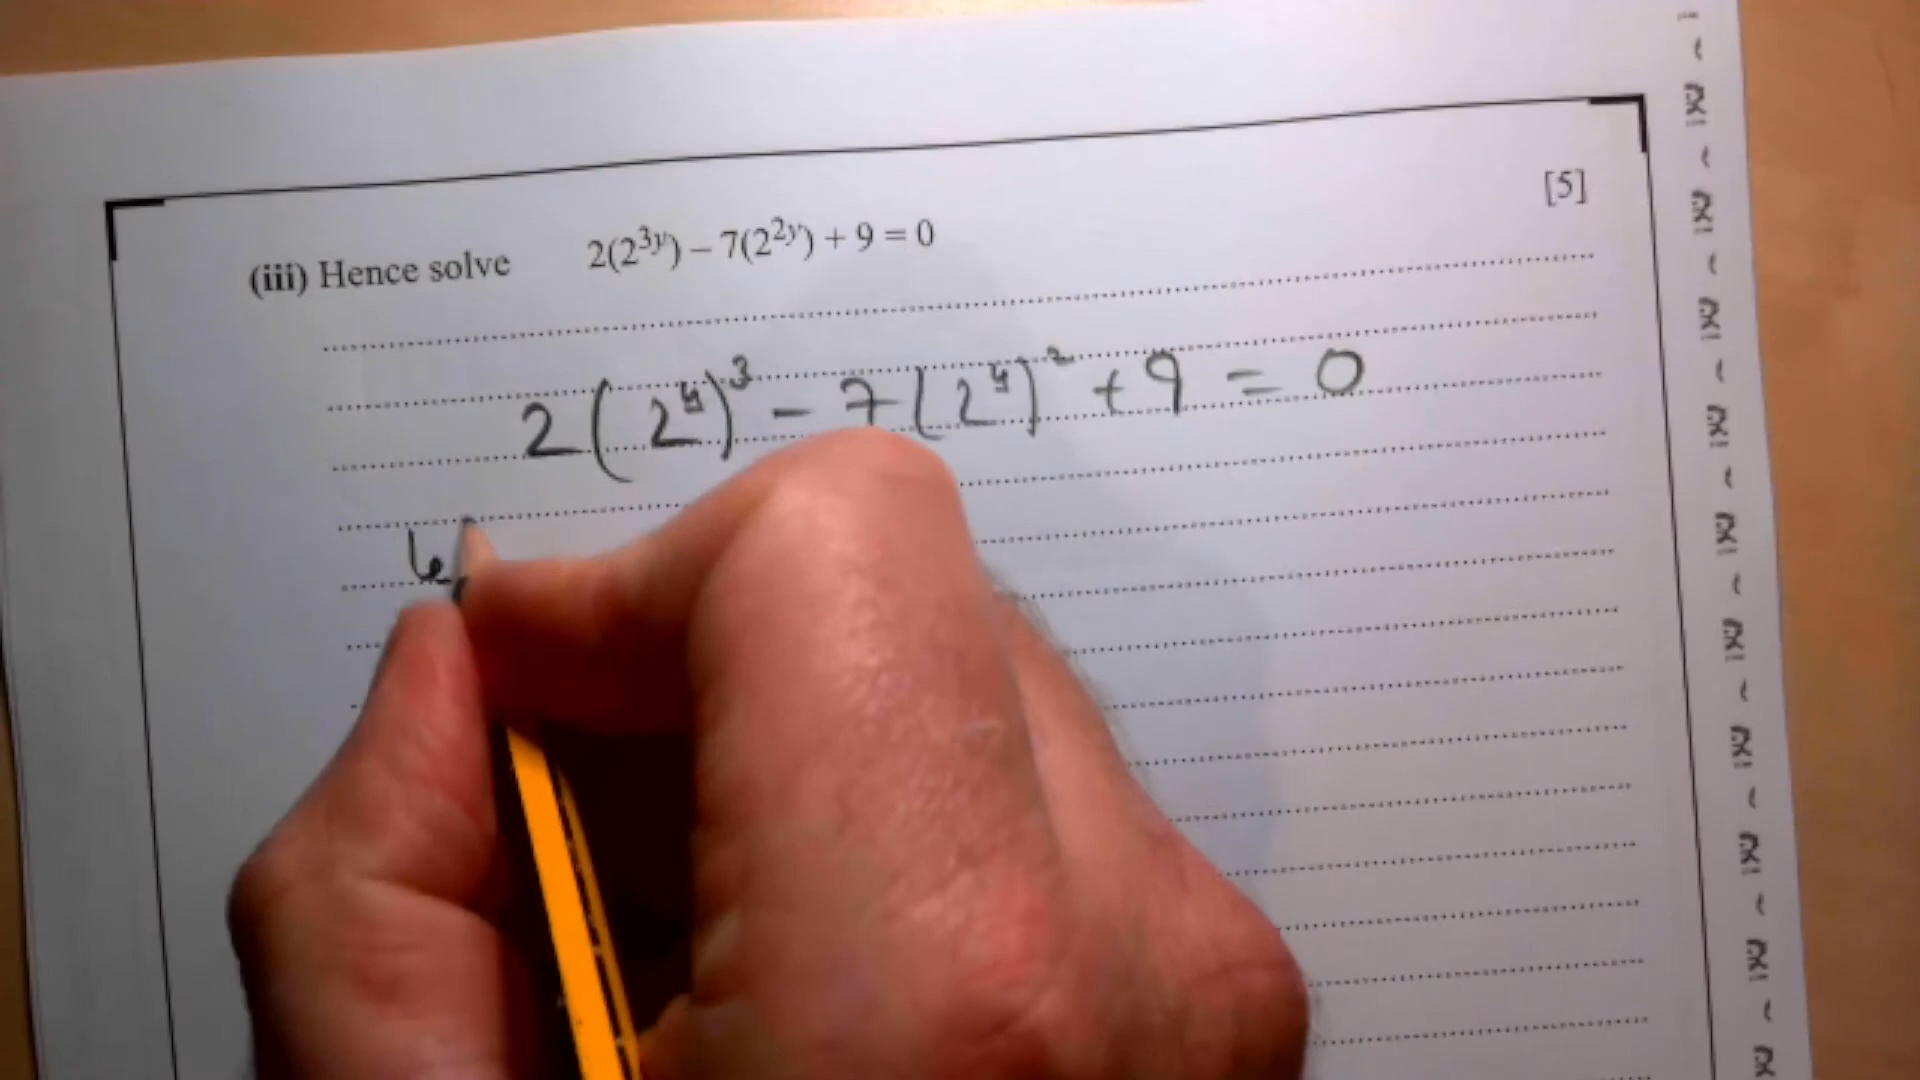 [5]
(iii) Hence solve 2(2^{3y}) – 7(2^{2y}) + 9 = 0
2(2^y)^3 – 7(2^y)^2 + 9 = 0